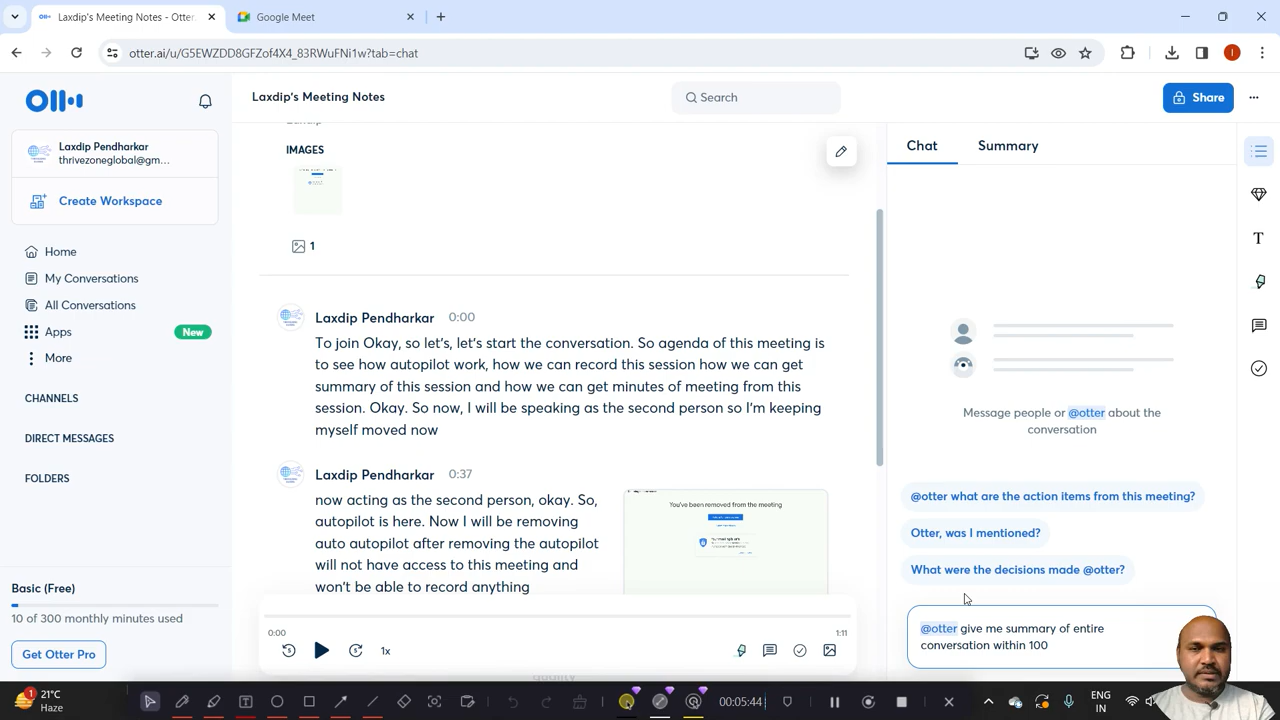 Laxdip's Meeting Notes - Otter.
Google Meet
otter.ai/u/G5EWZDD8GFZof4X4_83RWuFNi1w?tab=chat
Laxdip's Meeting Notes
Search
Share
Laxdip Pendharkar
thrivezoneglobal@gm...
Create Workspace
Home
My Conversations
All Conversations
Apps
New
More
CHANNELS
DIRECT MESSAGES
FOLDERS
Basic (Free)
10 of 300 monthly minutes used
Get Otter Pro
IMAGES
1
Laxdip Pendharkar 0:00
To join Okay, so let's, let's start the conversation. So agenda of this meeting is
to see how autopilot work, how we can record this session how we can get
summary of this session and how we can get minutes of meeting from this
session. Okay. So now, I will be speaking as the second person so I'm keeping
myself moved now
Laxdip Pendharkar 0:37
now acting as the second person, okay. So,
autopilot is here. Now I will be removing
auto autopilot after removing the autopilot
will not have access to this meeting and
won't be able to record anything
You've been removed from the meeting
0:00
1:11
1x
Chat
Summary
Message people or @otter about the
conversation
@otter what are the action items from this meeting?
Otter, was I mentioned?
What were the decisions made @otter?
@otter give me summary of entire
conversation within 100
T
I
1
21°C
Haze
00:05:44
ENG
IN